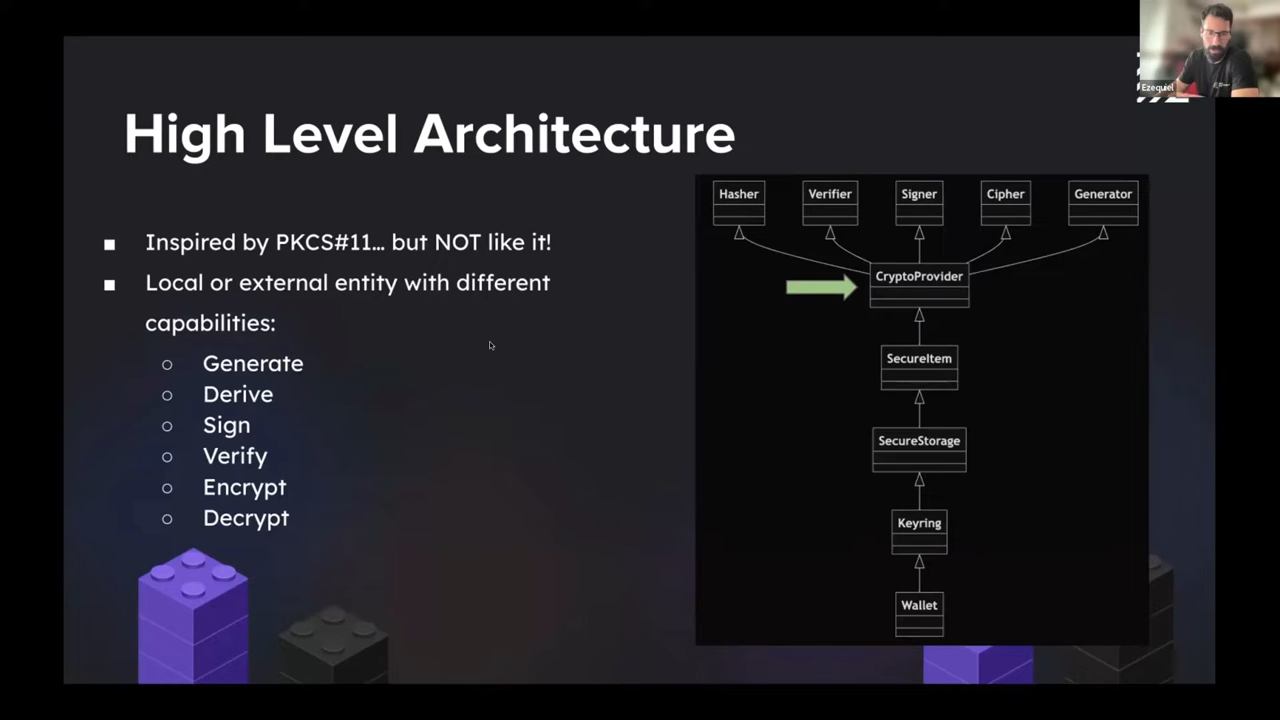 Ezequiel
High Level Architecture
■ Inspired by PKCS#11... but NOT like it!
■ Local or external entity with different
capabilities:
○ Generate
○ Derive
○ Sign
○ Verify
○ Encrypt
○ Decrypt
Hasher
Verifier
Signer
Cipher
Generator
CryptoProvider
SecureItem
SecureStorage
Keyring
Wallet